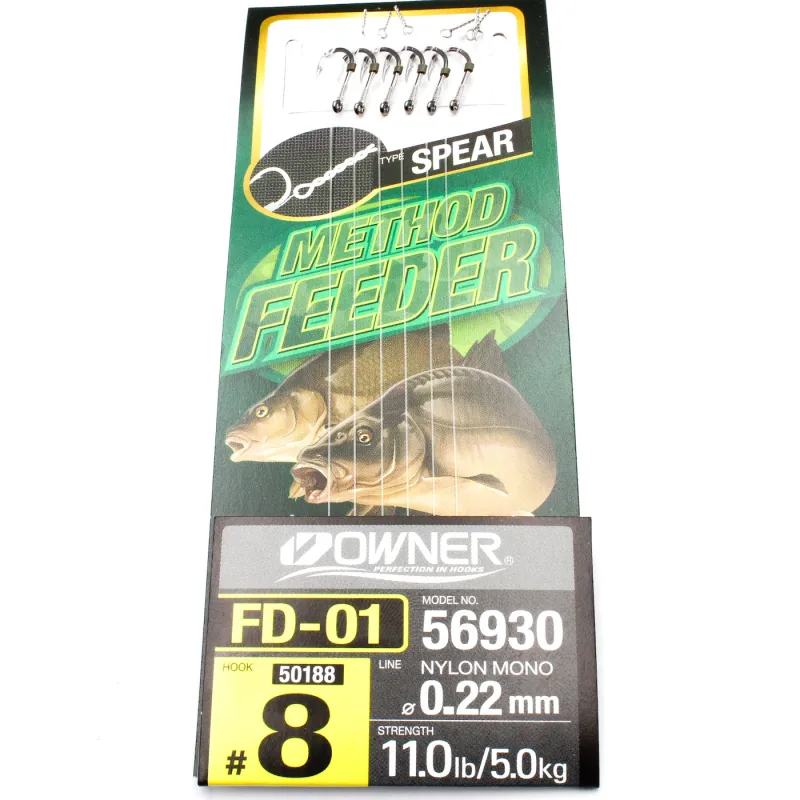 TYPE SPEAR
METHOD
FEEDER
OWNER®
PERFECTION IN HOOKS
FD-01
MODEL NO.
56930
HOOK 50188
#8
LINE NYLON MONO
⌀ 0.22 mm
STRENGTH
11.0lb/5.0kg